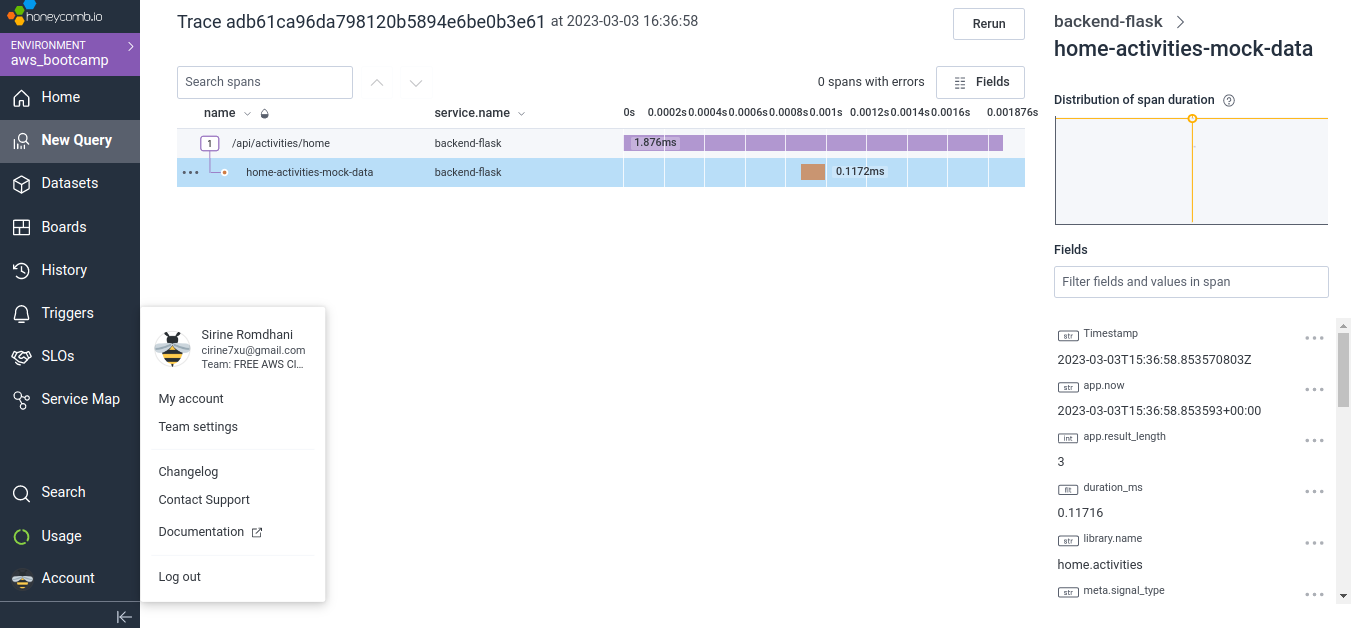 honeycomb.io
ENVIRONMENT
aws_bootcamp
Home
New Query
Datasets
Boards
History
Triggers
SLOs
Service Map
Search
Usage
Account
Trace adb61ca96da798120b5894e6be0b3e61 at 2023-03-03 16:36:58
Rerun
Search spans
0 spans with errors
Fields
name
service.name
0s 0.0002s 0.0004s 0.0006s 0.0008s 0.001s 0.0012s 0.0014s 0.0016s 0.001876s
1 /api/activities/home backend-flask 1.876ms
home-activities-mock-data backend-flask 0.1172ms
Sirine Romdhani
cirine7xu@gmail.com
Team: FREE AWS Cl...
My account
Team settings
Changelog
Contact Support
Documentation
Log out
backend-flask
home-activities-mock-data
Distribution of span duration
Fields
Filter fields and values in span
str Timestamp
2023-03-03T15:36:58.853570803Z
str app.now
2023-03-03T15:36:58.853593+00:00
int app.result_length
3
flt duration_ms
0.11716
str library.name
home.activities
str meta.signal_type